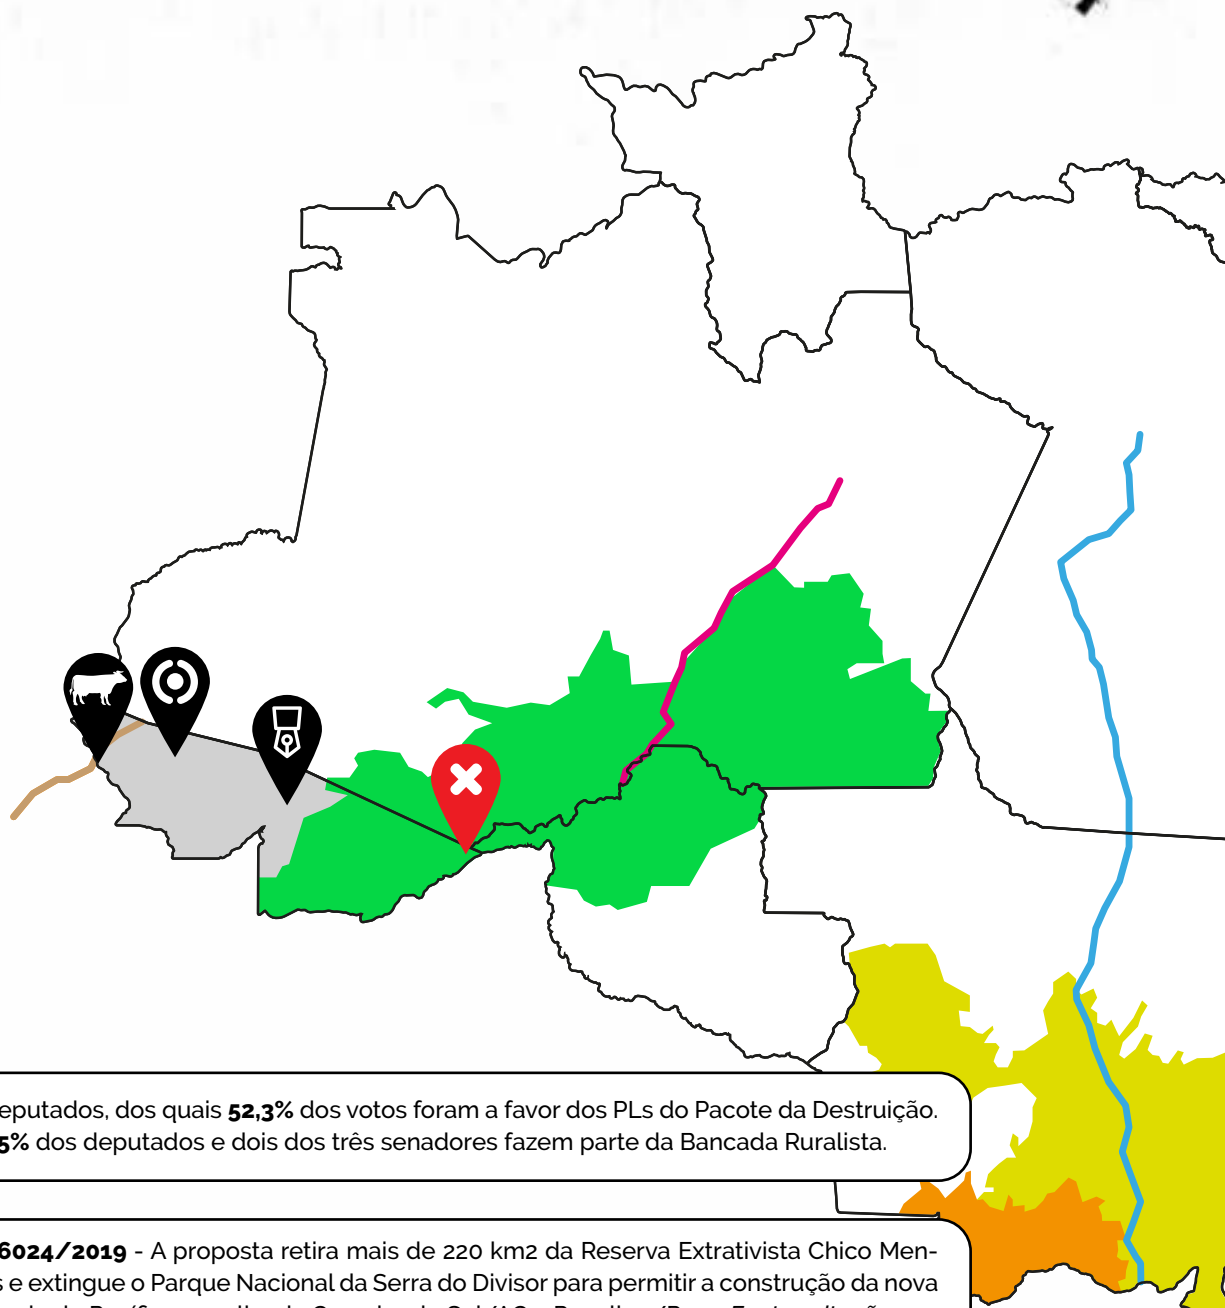 eputados, dos quais 52,3% dos votos foram a favor dos PLs do Pacote da Destruição.
5% dos deputados e dois dos três senadores fazem parte da Bancada Ruralista.
6024/2019 - A proposta retira mais de 220 km2 da Reserva Extrativista Chico Men-
s e extingue o Parque Nacional da Serra do Divisor para permitir a construção da nova